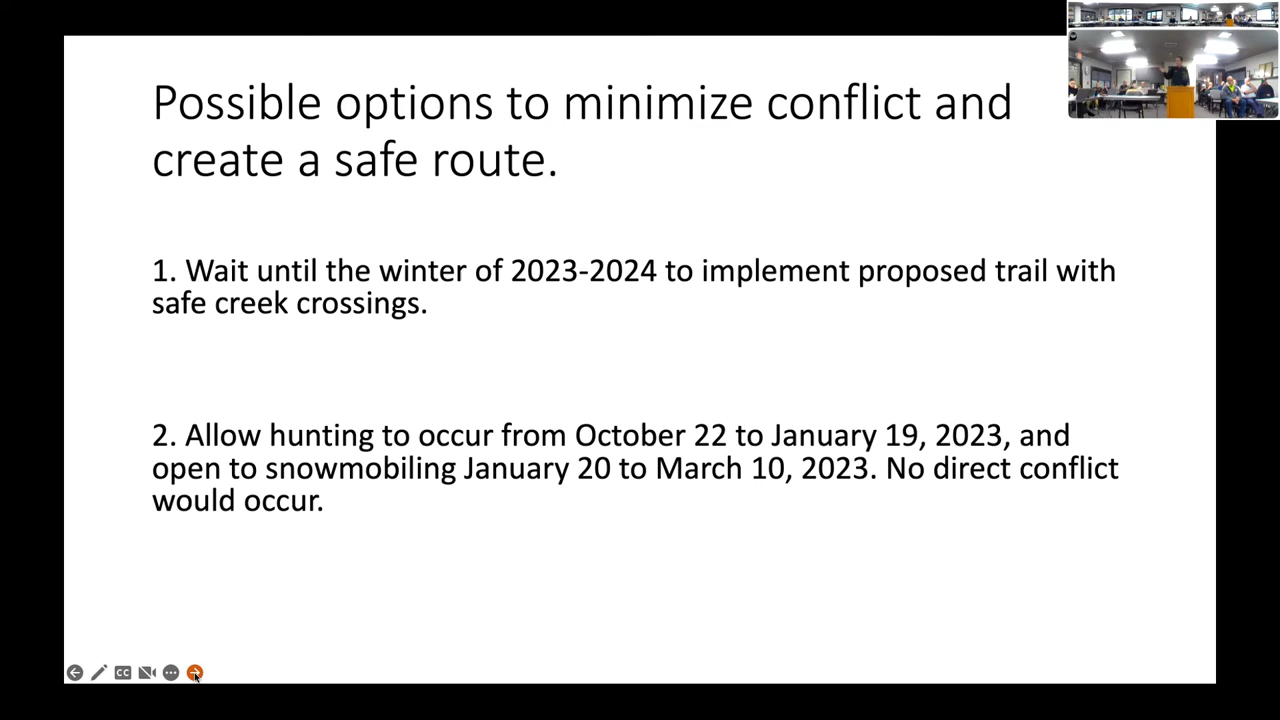 Possible options to minimize conflict and
create a safe route.
1. Wait until the winter of 2023-2024 to implement proposed trail with
safe creek crossings.
2. Allow hunting to occur from October 22 to January 19, 2023, and
open to snowmobiling January 20 to March 10, 2023. No direct conflict
would occur.
CC